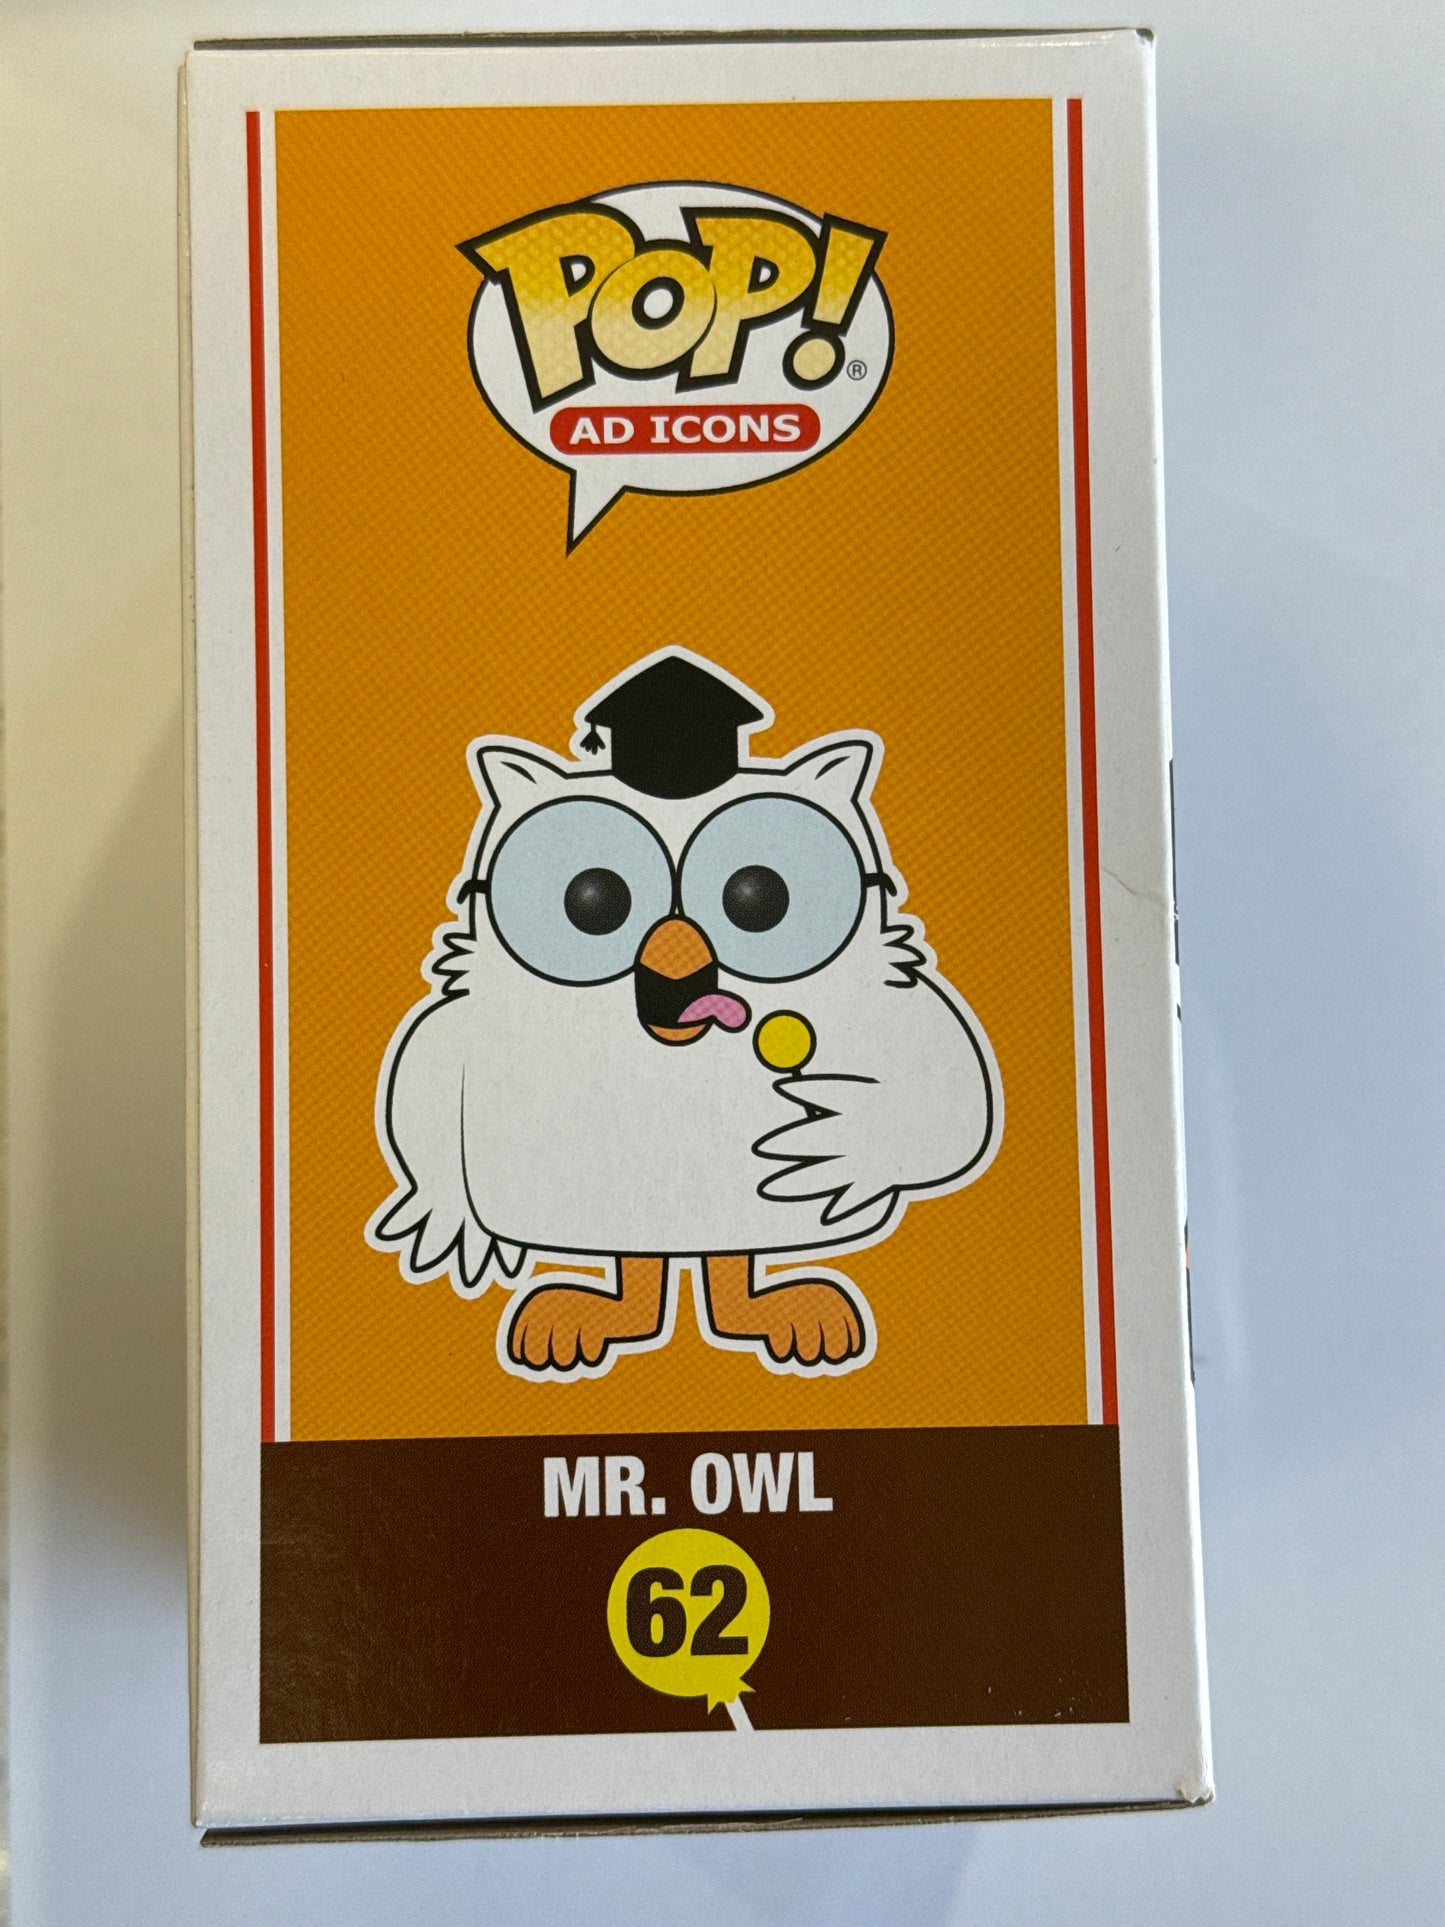 POP!®
AD ICONS
MR. OWL
62